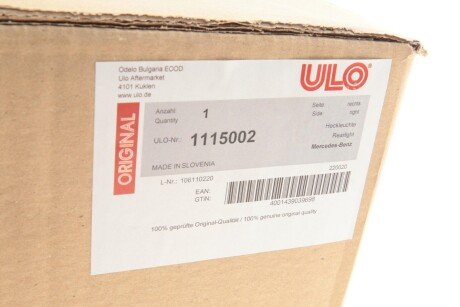 Odelo Bulgaria EOOD
Ulo Aftermarket
4101 Kuklen
www.ulo.de
ULO®
ORIGINAL
Anzahl 1
Quantity
Seite rechts
Side right
ULO-Nr.: 1115002
Heckleuchte
Rearlight
Mercedes-Benz
MADE IN SLOVENIA
220020
L-Nr.: 106110220
EAN:
GTIN:
4001439039698
100% geprüfte Original-Qualität / 100% genuine original quality